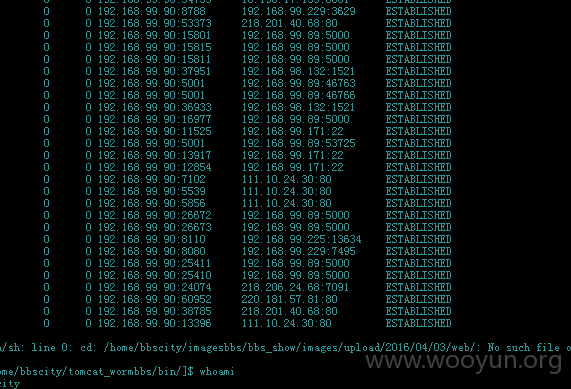 0 0 192.168.99.90:8788 192.168.99.229:3629 ESTABLISHED
0 0 192.168.99.90:53373 218.201.40.68:80 ESTABLISHED
0 0 192.168.99.90:15801 192.168.99.89:5000 ESTABLISHED
0 0 192.168.99.90:15815 192.168.99.89:5000 ESTABLISHED
0 0 192.168.99.90:15811 192.168.99.89:5000 ESTABLISHED
0 0 192.168.99.90:37951 192.168.98.132:1521 ESTABLISHED
0 0 192.168.99.90:5001 192.168.99.89:46763 ESTABLISHED
0 0 192.168.99.90:5001 192.168.99.89:46766 ESTABLISHED
0 0 192.168.99.90:36933 192.168.98.132:1521 ESTABLISHED
0 0 192.168.99.90:16977 192.168.99.89:5000 ESTABLISHED
0 0 192.168.99.90:11525 192.168.99.171:22 ESTABLISHED
0 0 192.168.99.90:5001 192.168.99.89:53725 ESTABLISHED
0 0 192.168.99.90:13917 192.168.99.171:22 ESTABLISHED
0 0 192.168.99.90:12854 192.168.99.171:22 ESTABLISHED
0 0 192.168.99.90:7102 111.10.24.30:80 ESTABLISHED
0 0 192.168.99.90:5539 111.10.24.30:80 ESTABLISHED
0 0 192.168.99.90:5856 111.10.24.30:80 ESTABLISHED
0 0 192.168.99.90:26672 192.168.99.89:5000 ESTABLISHED
0 0 192.168.99.90:26673 192.168.99.89:5000 ESTABLISHED
0 0 192.168.99.90:8110 192.168.99.225:13634 ESTABLISHED
0 0 192.168.99.90:8080 192.168.99.229:7495 ESTABLISHED
0 0 192.168.99.90:25411 192.168.99.89:5000 ESTABLISHED
0 0 192.168.99.90:25410 192.168.99.89:5000 ESTABLISHED
0 0 192.168.99.90:24074 218.206.24.68:7091 ESTABLISHED
0 0 192.168.99.90:60952 220.181.57.81:80 ESTABLISHED
0 0 192.168.99.90:38785 218.201.40.68:80 ESTABLISHED
0 0 192.168.99.90:13396 111.10.24.30:80 ESTABLISHED
/sh: line 0: cd: /home/bbscity/imagesbbs/bbs_show/images/upload/2016/04/03/web/: No such file o
www.wooyun.org
me/bbscity/tomcat_wormbbs/bin/]$ whoami
city